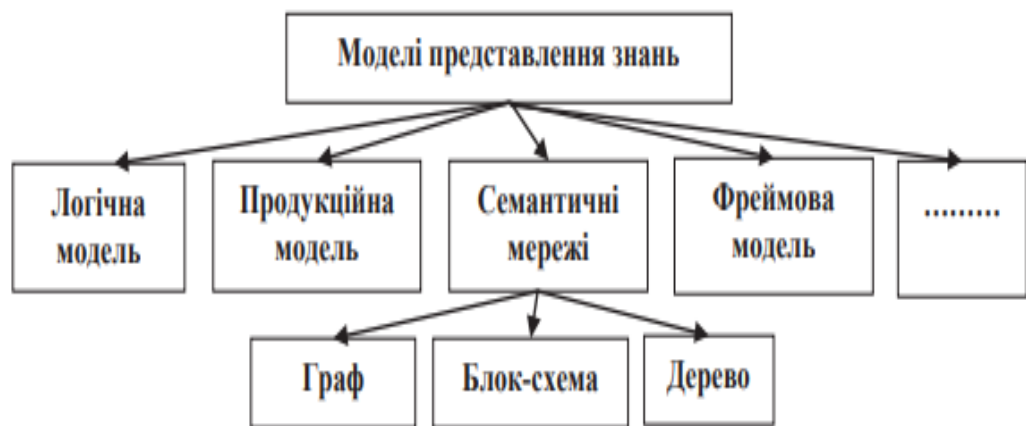 Моделі представлення знань
Логічна
модель
Продукційна
модель
Семантичні
мережі
Фреймова
модель
.........
Граф
Блок-схема
Дерево